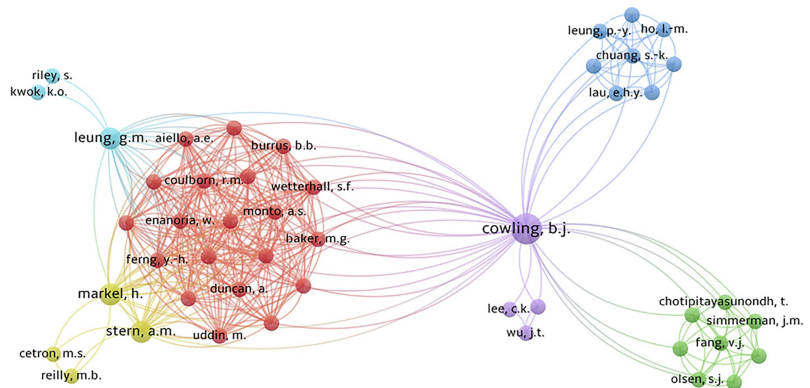 leung, p.-y.
ho, l.-m.
chuang, s.-k.
lau, e.h.y.
riley, s.
kwok, k.o.
leung, g.m.
aiello, a.e.
burrus, b.b.
coulborn, r.m.
wetterhall, s.f.
monto, a.s.
enanoria, w.
baker, m.g.
ferng, y.-h.
duncan, a.
uddin, m.
markel, h.
stern, a.m.
cetron, m.s.
reilly, m.b.
cowling, b.j.
lee, c.k.
wu, j.t.
chotipitayasunondh, t.
simmerman, j.m.
fang, v.j.
olsen, s.j.